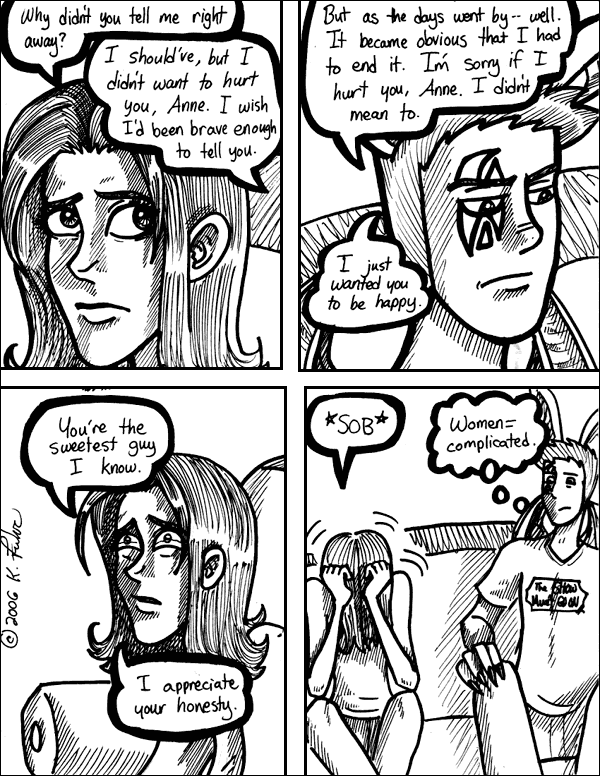 Why didn't you tell me right
away?
I should've, but I
didn't want to hurt
you, Anne. I wish
I'd been brave enough
to tell you.
But as the days went by -- well.
It became obvious that I had
to end it. I'm sorry if I
hurt you, Anne. I didn't
mean to.
I just
wanted you
to be happy.
You're the
sweetest guy
I know.
I appreciate
your honesty.
*SOB*
Women=
complicated.
The Show
Must Go On
© 2006 K.